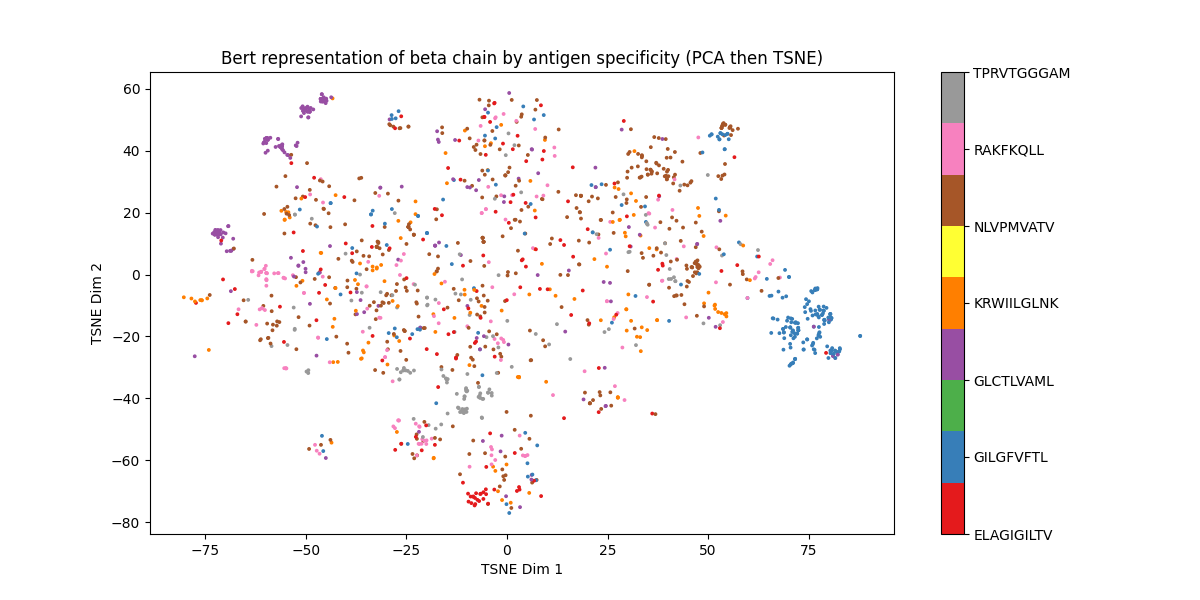 Bert representation of beta chain by antigen specificity (PCA then TSNE)
60
40
20
0
−20
−40
−60
−80
TSNE Dim 2
−75
−50
−25
0
25
50
75
TSNE Dim 1
TPRVTGGGAM
RAKFKQLL
NLVPMVATV
KRWIILGLNK
GLCTLVAML
GILGFVFTL
ELAGIGILTV